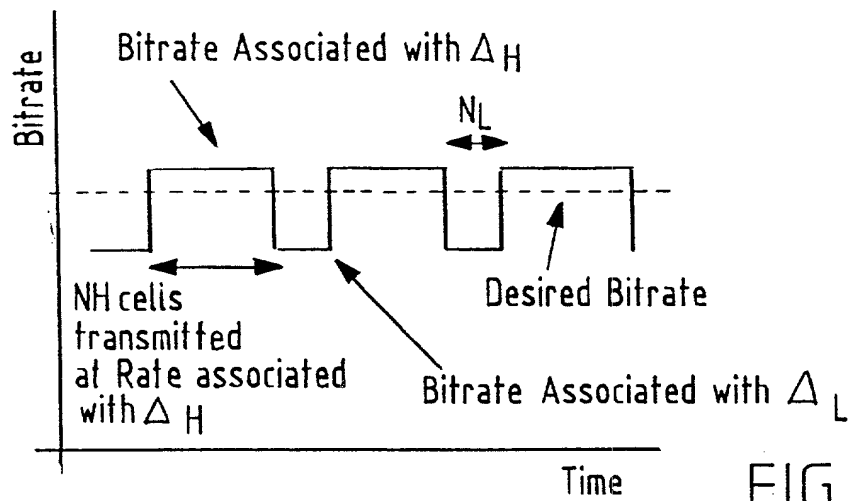 Bitrate Associated with Δ H
Bitrate
NL
NH cells
transmitted
at Rate associated
with Δ H
Desired Bitrate
Bitrate Associated with Δ L
Time
FIG